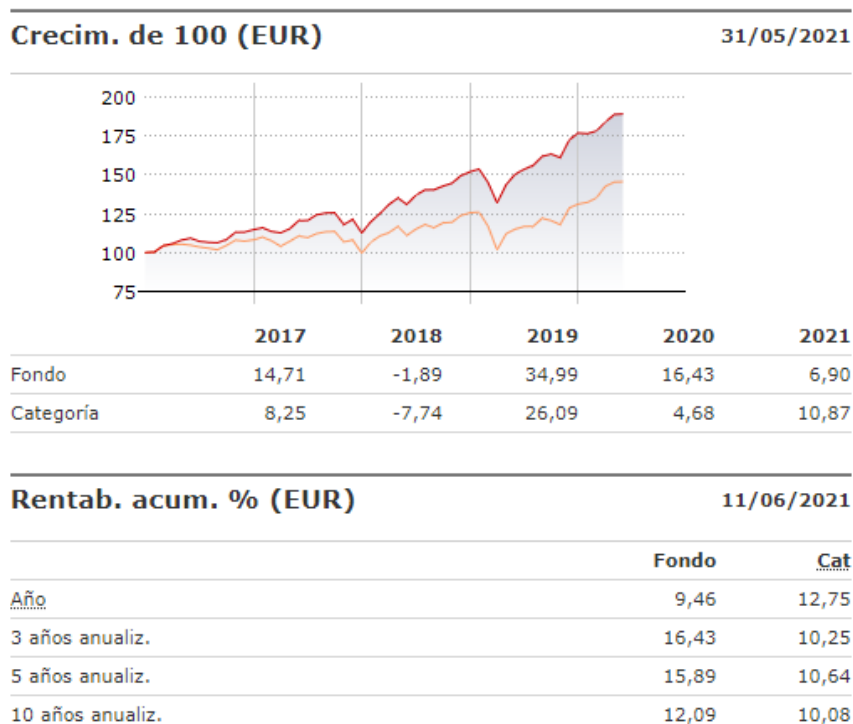 Crecim. de 100 (EUR) 31/05/2021
200
175
150
125
100
75
2017 2018 2019 2020 2021
Fondo 14,71 -1,89 34,99 16,43 6,90
Categoría 8,25 -7,74 26,09 4,68 10,87
Rentab. acum. % (EUR) 11/06/2021
Fondo Cat
Año 9,46 12,75
3 años anualiz. 16,43 10,25
5 años anualiz. 15,89 10,64
10 años anualiz. 12,09 10,08